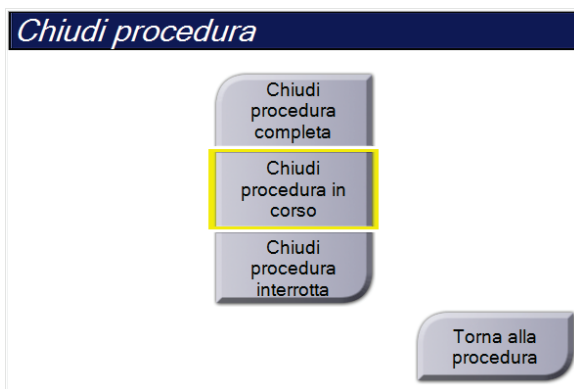 Chiudi procedura
Chiudi
procedura
completa
Chiudi
procedura in
corso
Chiudi
procedura
interrotta
Torna alla
procedura